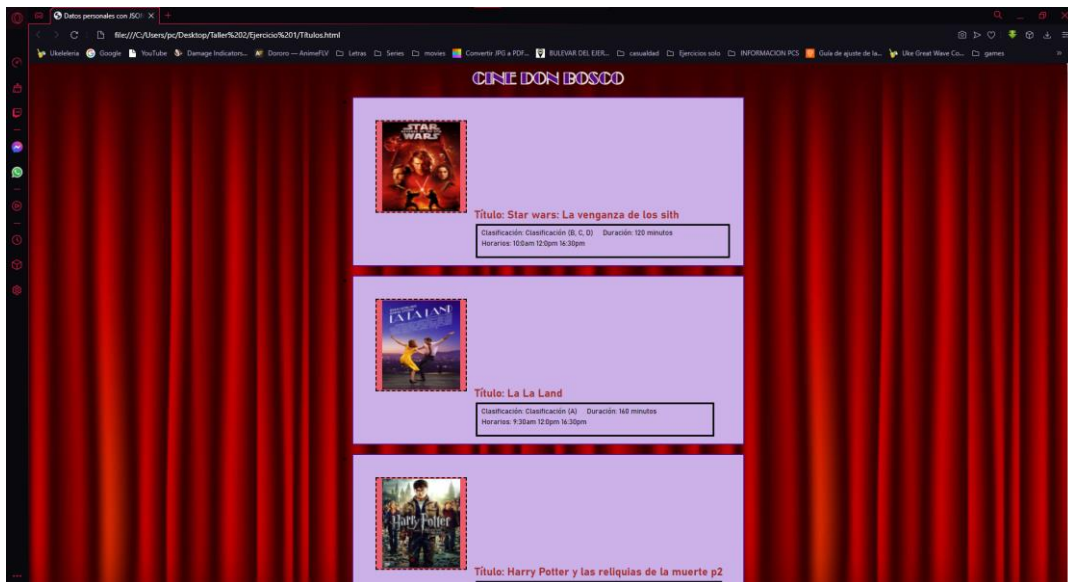 Datos personales con JSO
file:///C:/Users/pc/Desktop/Taller%202/Ejercicio%201/Titulos.html
Ukeleleria Google YouTube Damage Indicators... Dororo — AnimeFLV Letras Series movies Convertir JPG a PDF... BULEVAR DEL EJER... casualdad Ejercicios solo INFORMACION PCS Guía de ajuste de la... Uke Great Wave Co... games
CINE DON BOSCO
STAR WARS
Título: Star wars: La venganza de los sith
Clasificación: Clasificación (B, C, D) Duración: 120 minutos
Horarios: 10:0am 12:0pm 16:30pm
LA LA LAND
Título: La La Land
Clasificación: Clasificación (A) Duración: 160 minutos
Horarios: 9:30am 12:0pm 16:30pm
Harry Potter
Título: Harry Potter y las reliquias de la muerte p2